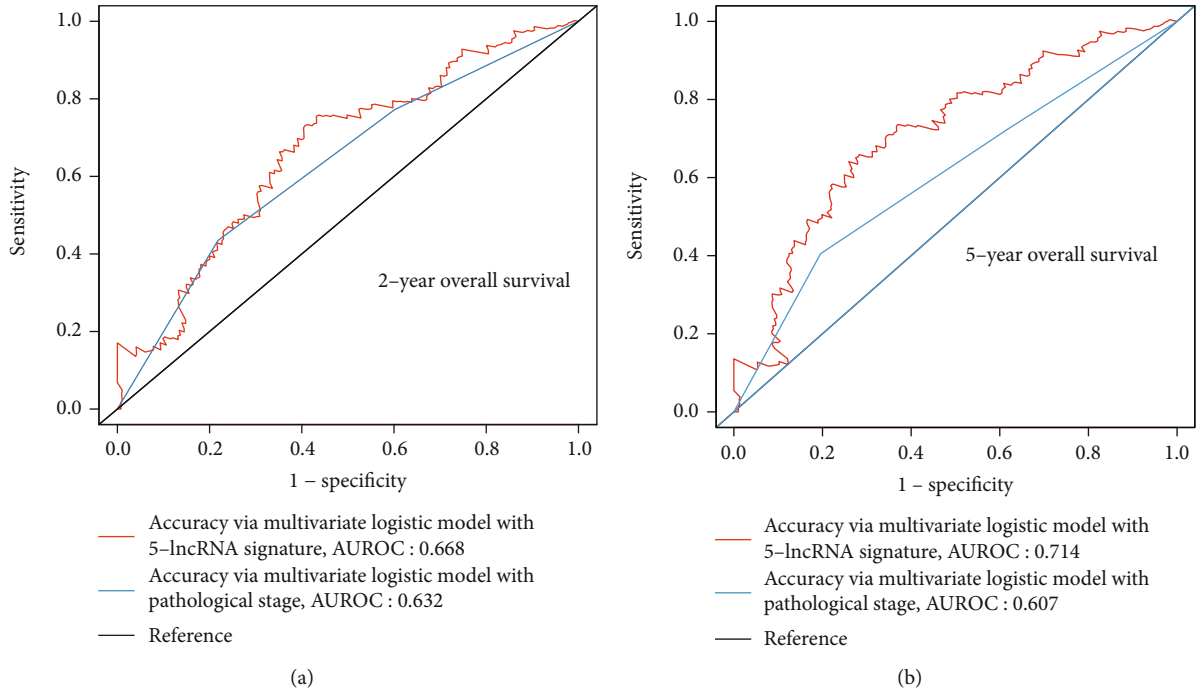 1.0
0.8
0.6
0.4
0.2
0.0
Sensitivity
2–year overall survival
0.0 0.2 0.4 0.6 0.8 1.0
1 – specificity
Accuracy via multivariate logistic model with
5–lncRNA signature, AUROC : 0.668
Accuracy via multivariate logistic model with
pathological stage, AUROC : 0.632
Reference
(a)
1.0
0.8
0.6
0.4
0.2
0.0
Sensitivity
5–year overall survival
0.0 0.2 0.4 0.6 0.8 1.0
1 – specificity
Accuracy via multivariate logistic model with
5–lncRNA signature, AUROC : 0.714
Accuracy via multivariate logistic model with
pathological stage, AUROC : 0.607
Reference
(b)